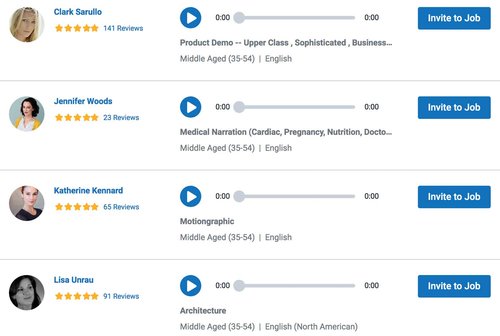 Clark Sarullo
141 Reviews
0:00
0:00
Invite to Job
Product Demo -- Upper Class , Sophisticated , Business...
Middle Aged (35-54) | English
Jennifer Woods
23 Reviews
0:00
0:00
Invite to Job
Medical Narration (Cardiac, Pregnancy, Nutrition, Docto...
Middle Aged (35-54) | English
Katherine Kennard
65 Reviews
0:00
0:00
Invite to Job
Motiongraphic
Middle Aged (35-54) | English
Lisa Unrau
91 Reviews
0:00
0:00
Invite to Job
Architecture
Middle Aged (35-54) | English (North American)